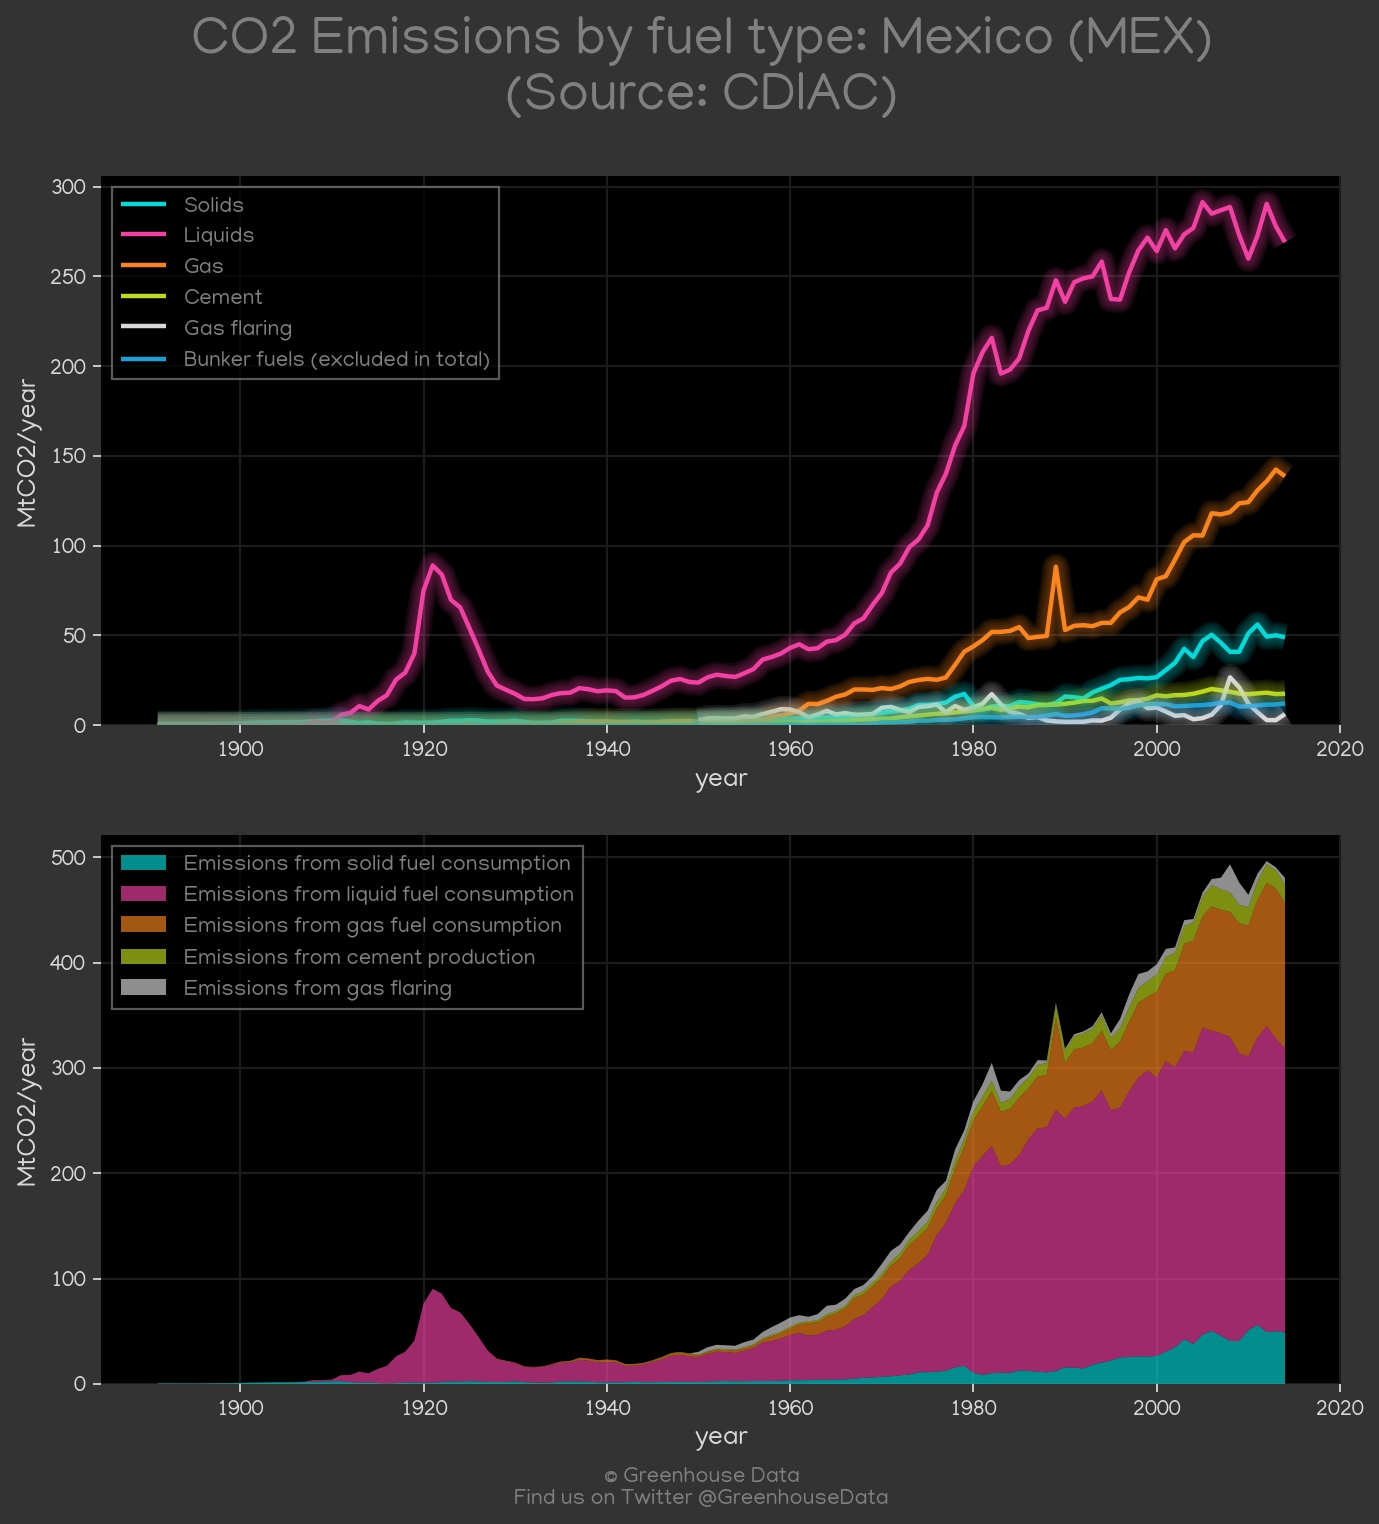 CO2 Emissions by fuel type: Mexico (MEX)
(Source: CDIAC)
300
250
200
150
100
50
0
MtCO2/year
Solids
Liquids
Gas
Cement
Gas flaring
Bunker fuels (excluded in total)
1900 1920 1940 1960 1980 2000 2020
year
500
400
300
200
100
0
MtCO2/year
Emissions from solid fuel consumption
Emissions from liquid fuel consumption
Emissions from gas fuel consumption
Emissions from cement production
Emissions from gas flaring
1900 1920 1940 1960 1980 2000 2020
year
© Greenhouse Data
Find us on Twitter @GreenhouseData